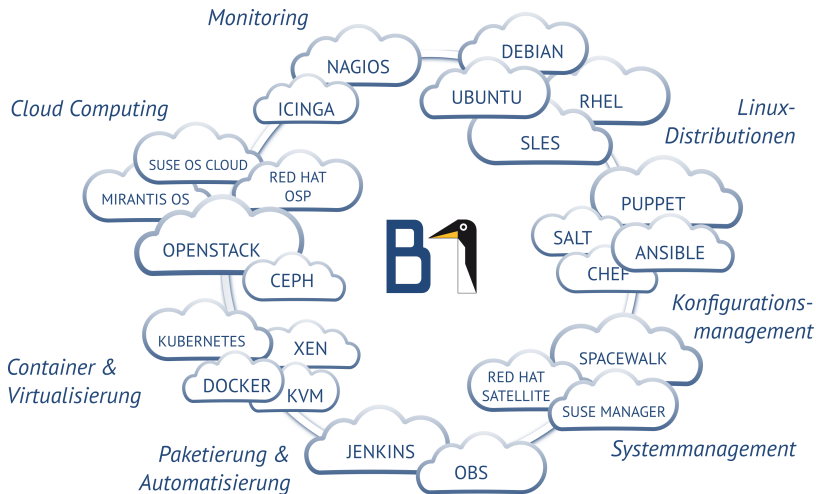 Monitoring
NAGIOS
ICINGA
DEBIAN
UBUNTU
RHEL
SLES
Linux-
Distributionen
Cloud Computing
SUSE OS CLOUD
MIRANTIS OS
RED HAT
OSP
OPENSTACK
CEPH
B1
PUPPET
SALT
ANSIBLE
CHEF
Konfigurations-
management
KUBERNETES
XEN
DOCKER
KVM
Container &
Virtualisierung
SPACEWALK
RED HAT
SATELLITE
SUSE MANAGER
Systemmanagement
JENKINS
OBS
Paketierung &
Automatisierung